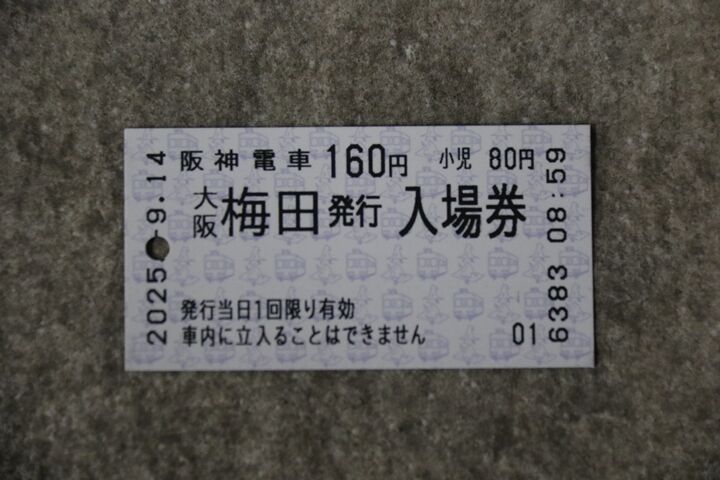 阪神電車 160円 小児 80円
大阪梅田発行 入場券
発行当日1回限り有効
車内に立入ることはできません
01
2025.-9.14
6383 08:59